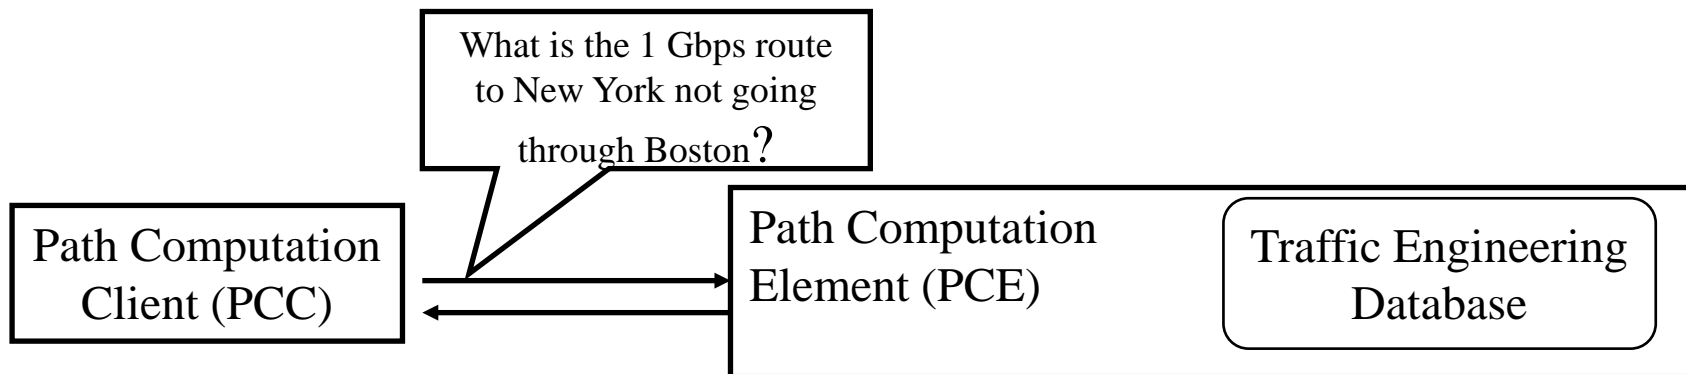 What is the 1 Gbps route
to New York not going
through Boston?
Path Computation
Client (PCC)
Path Computation
Element (PCE)
Traffic Engineering
Database